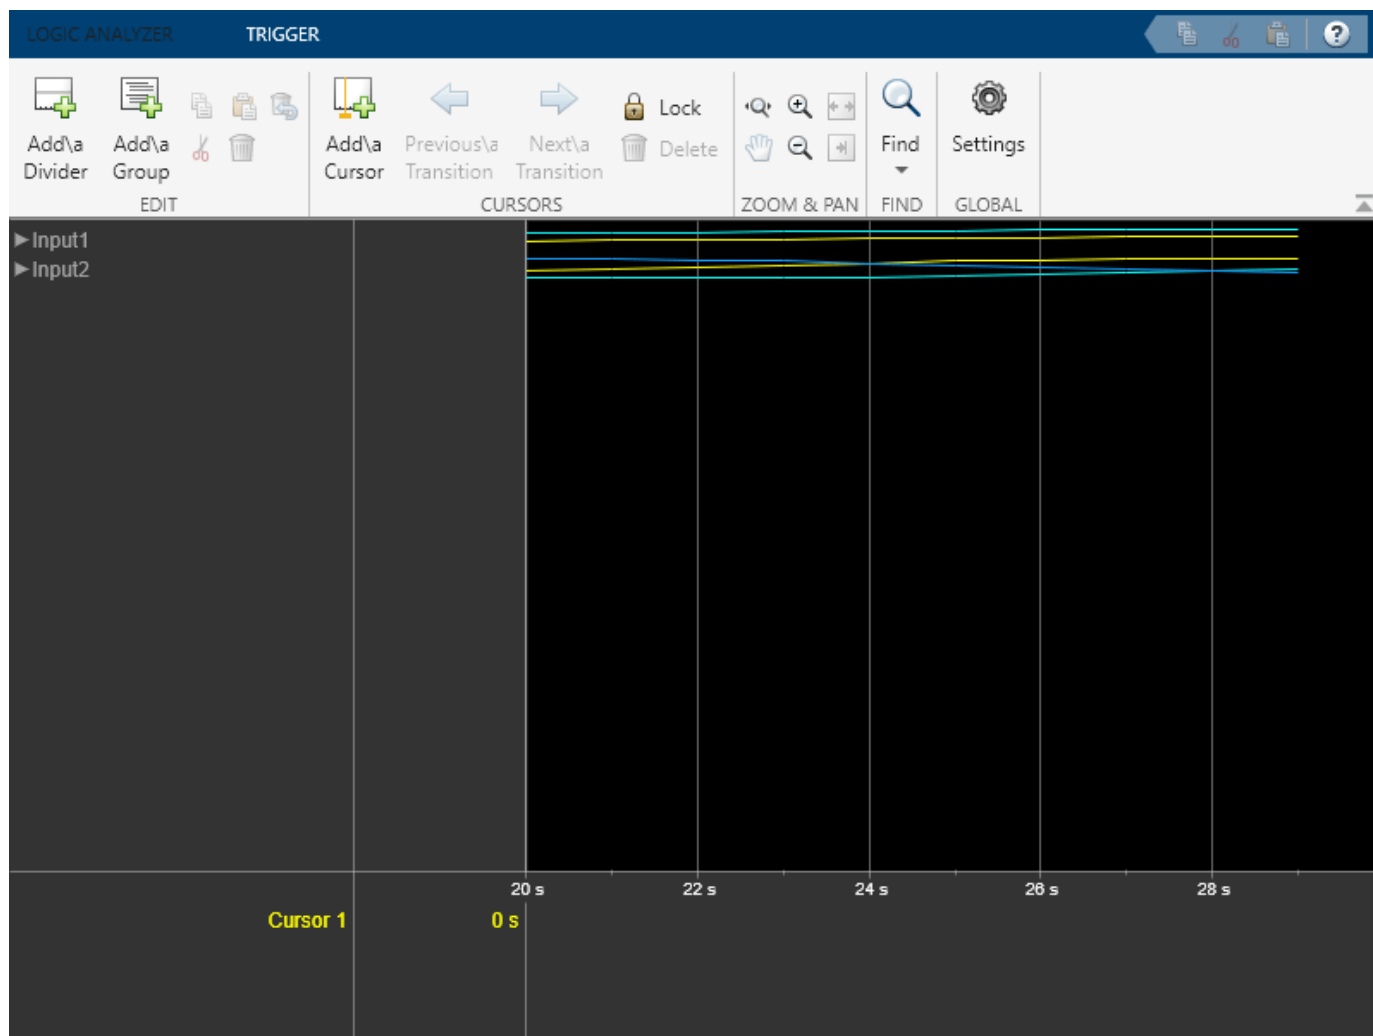 LOGIC ANALYZER TRIGGER
?
Add\a Divider
Add\a Group
Add\a Cursor
Previous\a Transition
Next\a Transition
Lock
Delete
Find
Settings
EDIT CURSORS ZOOM & PAN FIND GLOBAL
Input1
Input2
20 s 22 s 24 s 26 s 28 s
Cursor 1 0 s